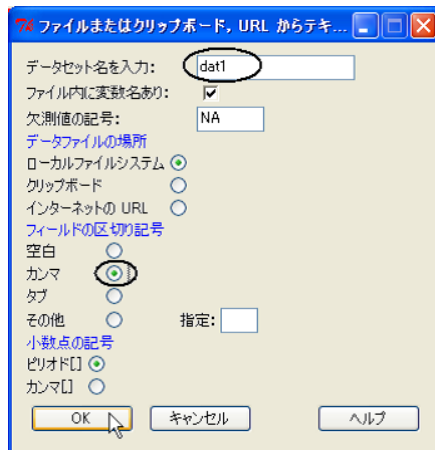 ファイルまたはクリップボード, URL からテキ...
データセット名を入力: dat1
ファイル内に変数名あり:
欠測値の記号: NA
データファイルの場所
ローカルファイルシステム
クリップボード
インターネットの URL
フィールドの区切り記号
空白
カンマ
タブ
その他 指定:
小数点の記号
ピリオド[]
カンマ[]
OK キャンセル ヘルプ